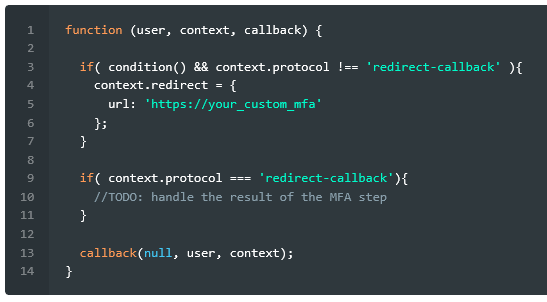 1 function (user, context, callback) {
2
3 if( condition() && context.protocol !== 'redirect-callback' ){
4 context.redirect = {
5 url: 'https://your_custom_mfa'
6 };
7 }
8
9 if( context.protocol === 'redirect-callback'){
10 //TODO: handle the result of the MFA step
11 }
12
13 callback(null, user, context);
14 }